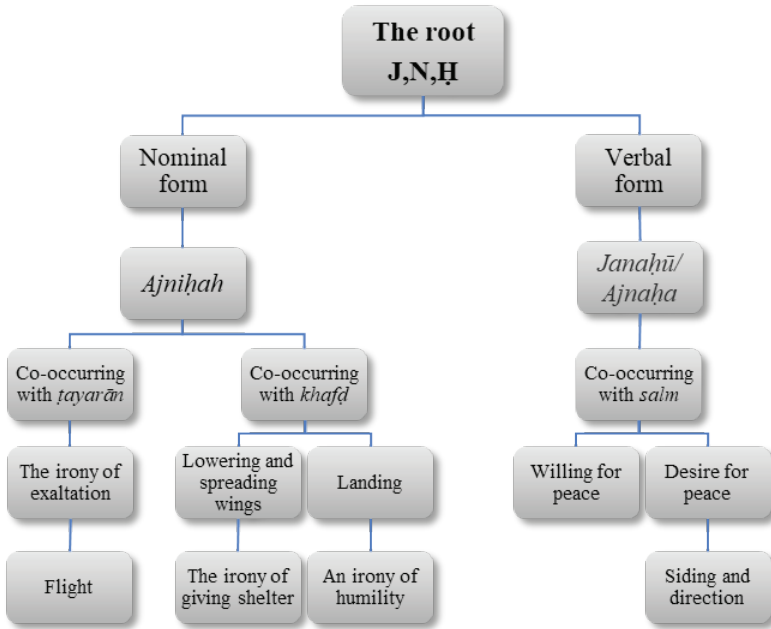 The root
J,N,Ḥ
Nominal
form
Verbal
form
Ajniḥah
Janaḥū/
Ajnaḥa
Co-occurring
with ṭayarān
Co-occurring
with khafḍ
Co-occurring
with salm
The irony of
exaltation
Lowering and
spreading
wings
Landing
Willing for
peace
Desire for
peace
Flight
The irony of
giving shelter
An irony of
humility
Siding and
direction